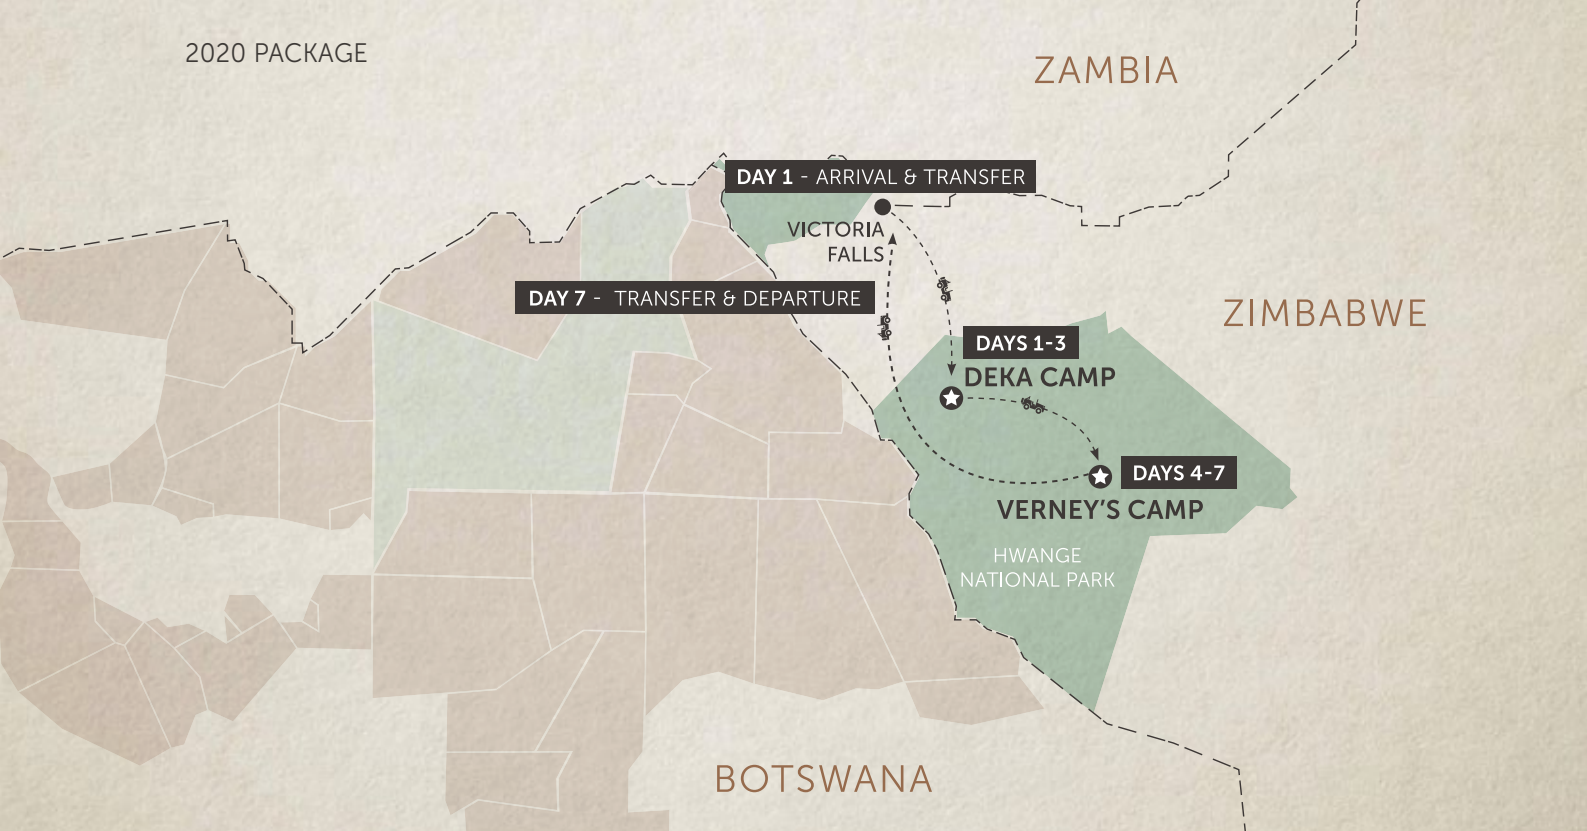 2020 PACKAGE
ZAMBIA
DAY 1 - ARRIVAL & TRANSFER
VICTORIA
FALLS
DAY 7 - TRANSFER & DEPARTURE
ZIMBABWE
DAYS 1-3
DEKA CAMP
DAYS 4-7
VERNEY’S CAMP
HWANGE
NATIONAL PARK
BOTSWANA